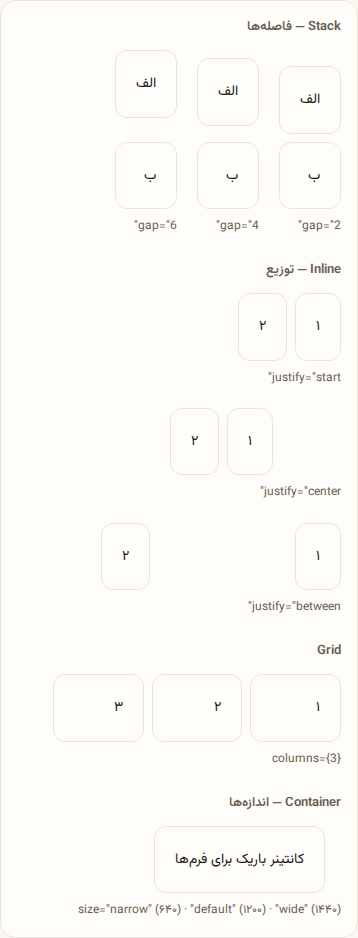 Stack — فاصله‌ها
الف الف الف
ب ب ب
gap="2" gap="4" gap="6"
Inline — توزیع
۱ ۲
justify="start"
۱ ۲
justify="center"
۱ ۲
justify="between"
Grid
۱ ۲ ۳
columns={3}
Container — اندازه‌ها
کانتینر باریک برای فرم‌ها
size="narrow" (۶۴۰) · "default" (۱۲۰۰) · "wide" (۱۴۴۰)